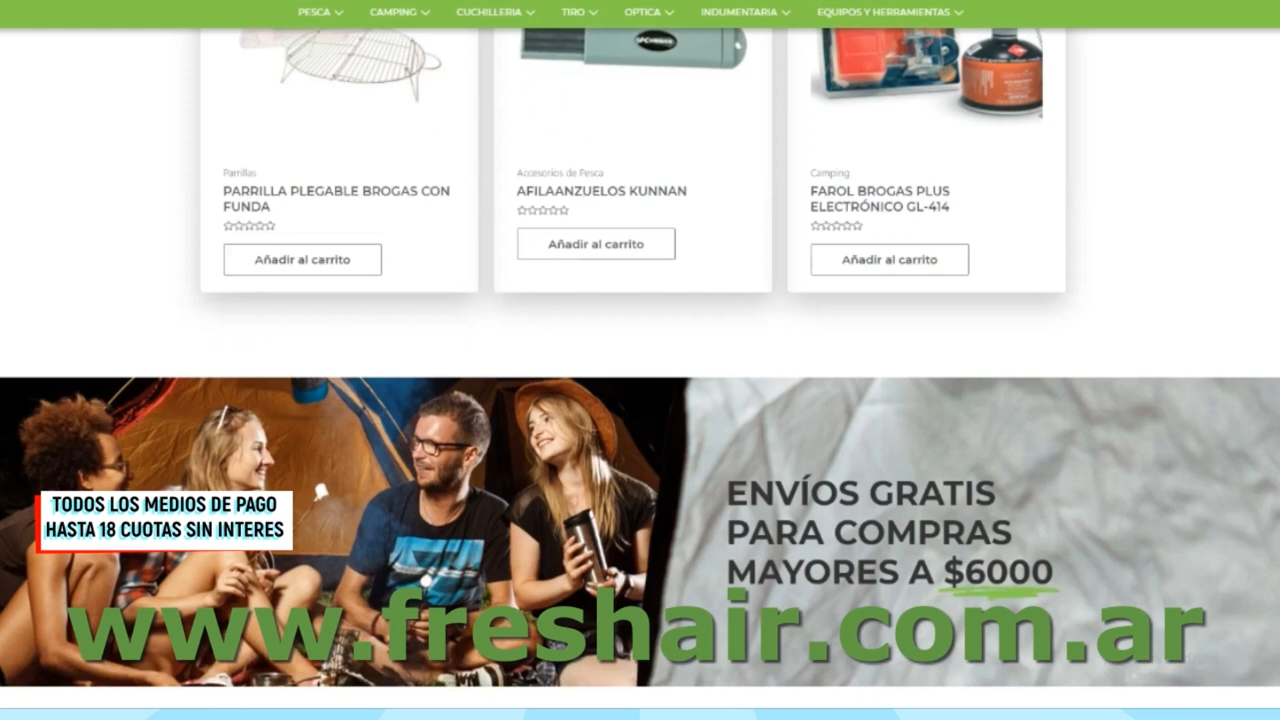 PESCA CAMPING CUCHILLERIA TIRO OPTICA INDUMENTARIA EQUIPOS Y HERRAMIENTAS
Parrillas
PARRILLA PLEGABLE BROGAS CON
FUNDA
Añadir al carrito
Accesorios de Pesca
AFILAANZUELOS KUNNAN
Añadir al carrito
Camping
FAROL BROGAS PLUS
ELECTRÓNICO GL-414
Añadir al carrito
TODOS LOS MEDIOS DE PAGO
HASTA 18 CUOTAS SIN INTERES
ENVÍOS GRATIS
PARA COMPRAS
MAYORES A $6000
www.freshair.com.ar